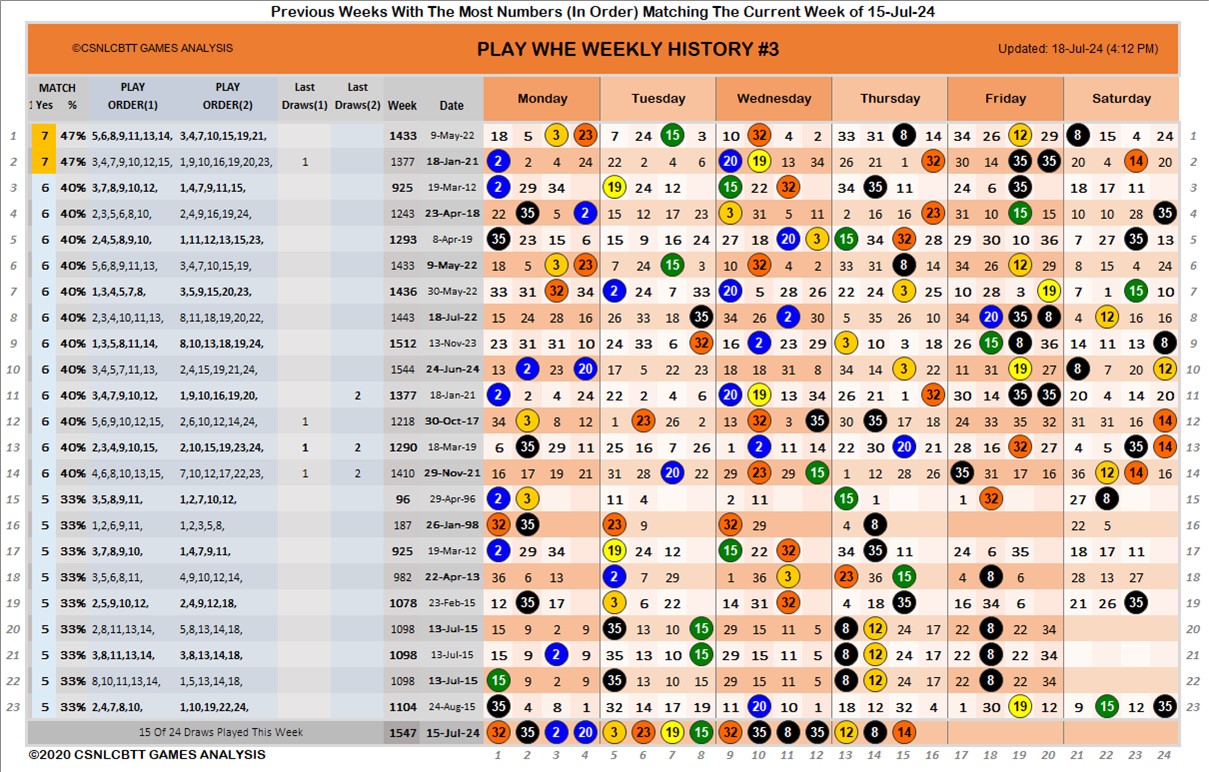 Previous Weeks With The Most Numbers (In Order) Matching The Current Week of 15-Jul-24
©CSNLCBTT GAMES ANALYSIS PLAY WHE WEEKLY HISTORY #3 Updated: 18-Jul-24 (4:12 PM)
MATCH PLAY PLAY Last Last
Yes % ORDER(1) ORDER(2) Draws(1) Draws(2) Week Date Monday Tuesday Wednesday Thursday Friday Saturday
1 7 47% 5,6,8,9,11,13,14, 3,4,7,10,15,19,21, 1433 9-May-22 18 5 3 23 7 24 15 3 10 32 4 2 33 31 8 14 34 26 12 29 8 15 4 24 1
2 7 47% 3,4,7,9,10,12,15, 1,9,10,16,19,20,23, 1 1377 18-Jan-21 2 2 4 24 22 2 4 6 20 19 13 34 26 21 1 32 30 14 35 35 20 4 14 20 2
3 6 40% 3,7,8,9,10,12, 1,4,7,9,11,15, 925 19-Mar-12 2 29 34 19 24 12 15 22 32 34 35 11 24 6 35 18 17 11 3
4 6 40% 2,3,5,6,8,10, 2,4,9,16,19,24, 1243 23-Apr-18 22 35 5 2 15 12 17 23 3 31 5 11 2 16 16 23 31 10 15 15 10 10 28 35 4
5 6 40% 2,4,5,8,9,10, 1,11,12,13,15,23, 1293 8-Apr-19 35 23 15 6 15 9 16 24 27 18 20 3 15 34 32 28 29 30 10 36 7 27 35 13 5
6 6 40% 5,6,8,9,11,13, 3,4,7,10,15,19, 1433 9-May-22 18 5 3 23 7 24 15 3 10 32 4 2 33 31 8 14 34 26 12 29 8 15 4 24 6
7 6 40% 1,3,4,5,7,8, 3,5,9,15,20,23, 1436 30-May-22 33 31 32 34 2 24 7 33 20 5 28 26 22 24 3 25 10 28 3 19 7 1 15 10 7
8 6 40% 2,3,4,10,11,13, 8,11,18,19,20,22, 1443 18-Jul-22 15 24 28 16 26 33 18 35 34 26 2 30 5 35 26 10 34 20 35 8 4 12 16 16 8
9 6 40% 1,3,5,8,11,14, 8,10,13,18,19,24, 1512 13-Nov-23 23 31 31 10 24 33 6 32 16 2 23 29 3 10 3 18 26 15 8 36 14 11 13 8 9
10 6 40% 3,4,5,7,11,13, 2,4,15,19,21,24, 1544 24-Jun-24 13 2 23 20 17 5 22 23 18 18 31 8 34 14 3 22 11 31 19 27 8 7 20 12 10
11 6 40% 3,4,7,9,10,12, 1,9,10,16,19,20, 2 1377 18-Jan-21 2 2 4 24 22 2 4 6 20 19 13 34 26 21 1 32 30 14 35 35 20 4 14 20 11
12 6 40% 5,6,9,10,12,15, 2,6,10,12,14,24, 1 1218 30-Oct-17 34 3 8 12 1 23 26 2 13 32 3 35 30 35 17 18 24 33 35 32 31 31 16 14 12
13 6 40% 2,3,4,9,10,15, 2,10,15,19,23,24, 1 2 1290 18-Mar-19 6 35 29 11 25 16 7 26 1 2 11 14 22 30 20 21 28 13 32 16 4 5 35 14 13
14 6 40% 4,6,8,10,13,15, 7,10,12,17,22,23, 1 2 1410 29-Nov-21 16 17 19 21 31 28 20 22 29 23 29 15 1 12 28 26 35 31 17 16 36 12 14 16 14
15 5 33% 3,5,8,11, 1,2,7,10,12, 96 29-Apr-96 2 3 11 4 2 11 15 1 1 32 27 8 15
16 5 33% 1,2,6,9,11, 1,2,3,5,8, 187 26-Jan-98 32 35 23 9 32 29 4 8 22 5 16
17 5 33% 3,7,8,9,10, 1,4,7,9,11, 925 19-Mar-12 2 29 34 19 24 12 15 22 32 34 35 11 24 6 35 18 17 11 17
18 5 33% 3,5,6,8,11, 4,9,10,12,14, 982 22-Apr-13 36 6 13 2 7 29 1 36 3 23 36 15 4 8 6 28 13 27 18
19 5 33% 2,5,9,10,12, 2,4,9,12,18, 1078 23-Feb-15 12 35 17 3 6 22 14 31 32 4 18 35 16 34 6 21 26 35 19
20 5 33% 2,8,11,13,14, 5,8,13,14,18, 1098 13-Jul-15 15 9 2 9 35 13 10 15 29 15 11 5 8 12 24 17 22 8 22 34 20
21 5 33% 3,8,11,13,14, 3,8,13,14,18, 1098 13-Jul-15 15 9 2 9 35 13 10 15 29 15 11 5 8 12 24 17 22 8 22 34 21
22 5 33% 8,10,11,13,14, 1,5,13,14,18, 1098 13-Jul-15 15 9 2 9 35 13 10 15 29 15 11 5 8 12 24 17 22 8 22 34 22
23 5 33% 2,4,7,8,10, 1,10,19,22,24, 1104 24-Aug-15 35 4 8 1 32 14 17 19 11 20 10 1 18 12 32 4 1 30 19 12 9 15 12 35 23
15 Of 24 Draws Played This Week 1547 15-Jul-24 32 35 2 20 3 23 19 15 32 35 8 35 12 8 14
©2020 CSNLCBTT GAMES ANALYSIS 1 2 3 4 5 6 7 8 9 10 11 12 13 14 15 16 17 18 19 20 21 22 23 24